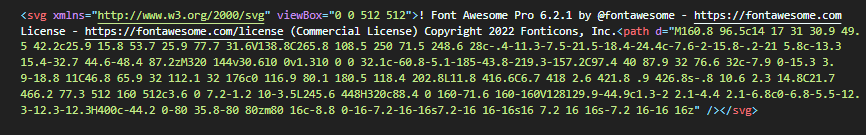 <svg xmlns="http://www.w3.org/2000/svg" viewBox="0 0 512 512">! Font Awesome Pro 6.2.1 by @fontawesome - https://fontawesome.com
License - https://fontawesome.com/license (Commercial License) Copyright 2022 Fonticons, Inc.<path d="M160.8 96.5c14 17 31 30.9 49.
5 42.2c25.9 15.8 53.7 25.9 77.7 31.6V138.8C265.8 108.5 250 71.5 248.6 28c-.4-11.3-7.5-21.5-18.4-24.4c-7.6-2-15.8-.2-21 5.8c-13.3
15.4-32.7 44.6-48.4 87.2zM320 144v30.610 0v1.310 0 0 32.1c-60.8-5.1-185-43.8-219.3-157.2C97.4 40 87.9 32 76.6 32c-7.9 0-15.3 3.
9-18.8 11C46.8 65.9 32 112.1 32 176c0 116.9 80.1 180.5 118.4 202.8L11.8 416.6C6.7 418 2.6 421.8 .9 426.8s-.8 10.6 2.3 14.8C21.7
466.2 77.3 512 160 512c3.6 0 7.2-1.2 10-3.5L245.6 448H320c88.4 0 160-71.6 160-160V128l29.9-44.9c1.3-2 2.1-4.4 2.1-6.8c0-6.8-5.5-12.
3-12.3-12.3H400c-44.2 0-80 35.8-80 80zm80 16c-8.8 0-16-7.2-16-16s7.2-16 16-16s16 7.2 16 16s-7.2 16-16 16z" /></svg>